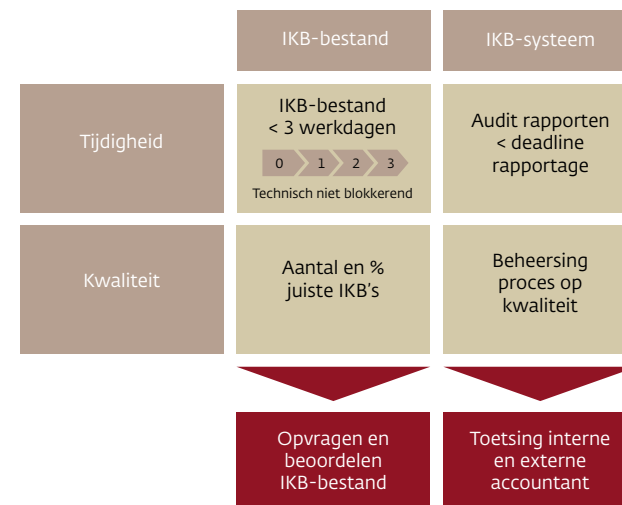 IKB-bestand
IKB-systeem
Tijdigheid
IKB-bestand
< 3 werkdagen
0 1 2 3
Technisch niet blokkerend
Audit rapporten
< deadline
rapportage
Kwaliteit
Aantal en %
juiste IKB's
Beheersing
proces op
kwaliteit
Opvragen en
beoordelen
IKB-bestand
Toetsing interne
en externe
accountant